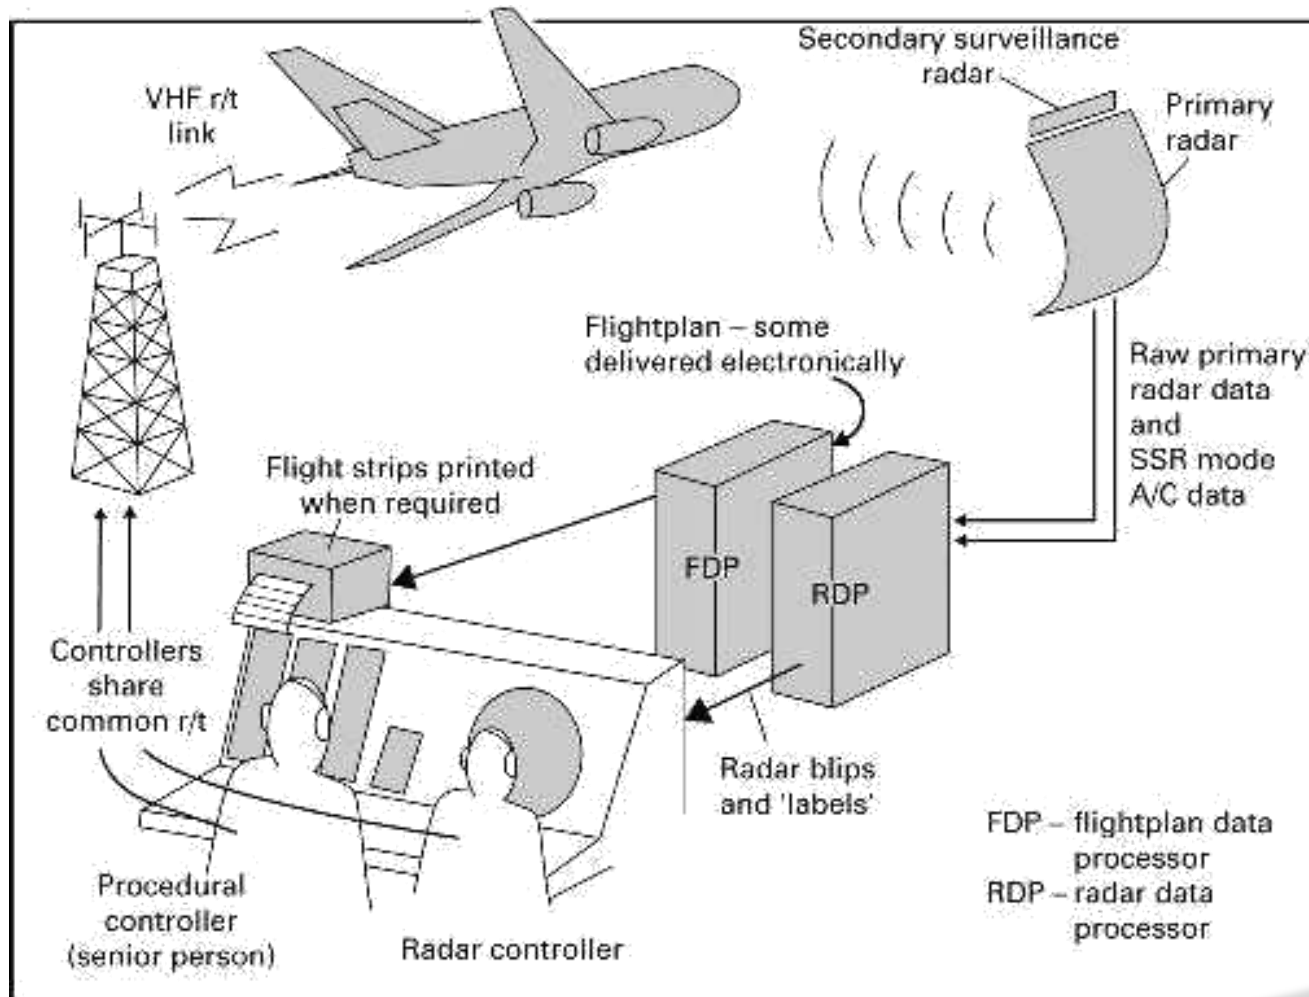 VHF r/t
link
Secondary surveillance
radar
Primary
radar
Flightplan – some
delivered electronically
Raw primary
radar data
and
SSR mode
A/C data
Flight strips printed
when required
FDP
RDP
Controllers
share
common r/t
Radar blips
and 'labels'
FDP – flightplan data
processor
RDP – radar data
processor
Procedural
controller
(senior person)
Radar controller